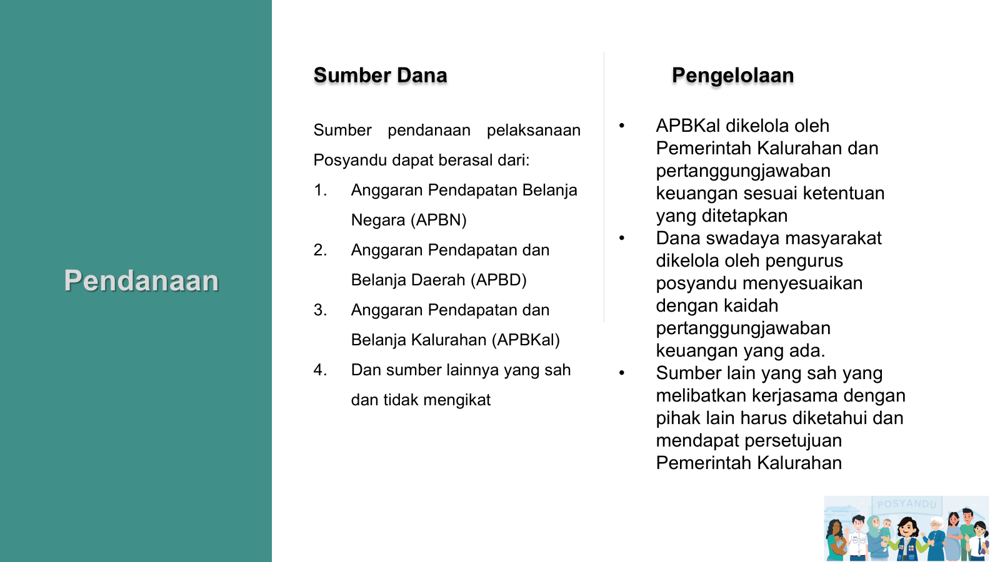 Pendanaan
Sumber Dana
Sumber pendanaan pelaksanaan
Posyandu dapat berasal dari:
1. Anggaran Pendapatan Belanja
Negara (APBN)
2. Anggaran Pendapatan dan
Belanja Daerah (APBD)
3. Anggaran Pendapatan dan
Belanja Kalurahan (APBKal)
4. Dan sumber lainnya yang sah
dan tidak mengikat
Pengelolaan
• APBKal dikelola oleh
Pemerintah Kalurahan dan
pertanggungjawaban
keuangan sesuai ketentuan
yang ditetapkan
• Dana swadaya masyarakat
dikelola oleh pengurus
posyandu menyesuaikan
dengan kaidah
pertanggungjawaban
keuangan yang ada.
• Sumber lain yang sah yang
melibatkan kerjasama dengan
pihak lain harus diketahui dan
mendapat persetujuan
Pemerintah Kalurahan
POSYANDU